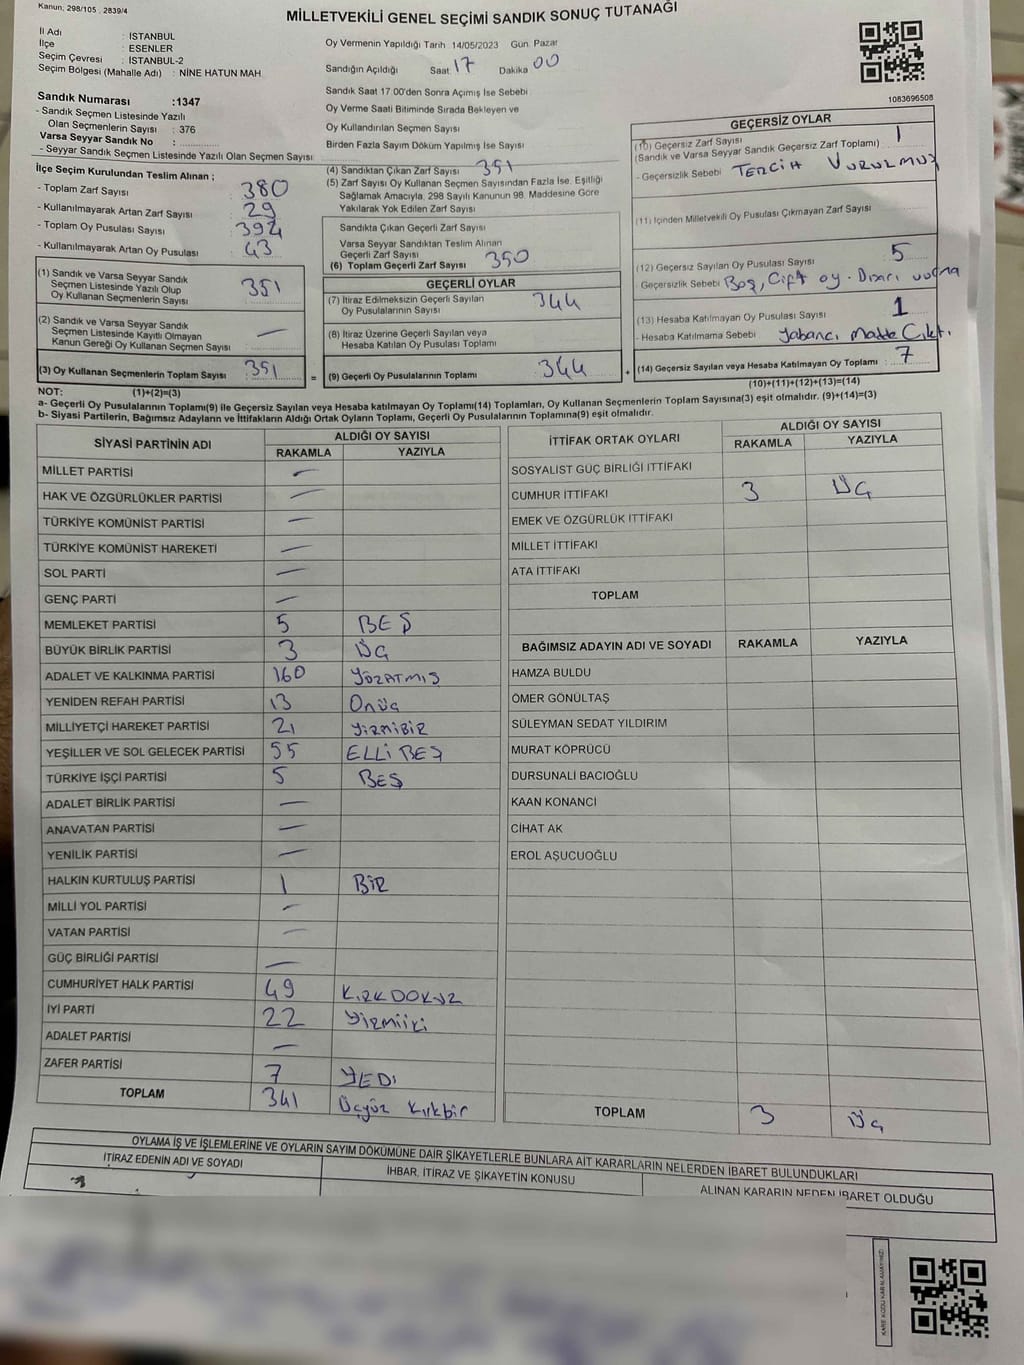 Kanun; 298/105 , 2839/4
MİLLETVEKİLİ GENEL SEÇİMİ SANDIK SONUÇ TUTANAĞI
İl Adı : İSTANBUL
İlçe : ESENLER
Seçim Çevresi : İSTANBUL-2
Seçim Bölgesi (Mahalle Adı) : NİNE HATUN MAH.
Sandık Numarası :1347
- Sandık Seçmen Listesinde Yazılı
Olan Seçmenlerin Sayısı : 376
Varsa Seyyar Sandık No :
- Seyyar Sandık Seçmen Listesinde Yazılı Olan Seçmen Sayısı
Oy Vermenin Yapıldığı Tarih 14/05/2023 Gün. Pazar
Sandığın Açıldığı Saat 17 Dakika 00
Sandık Saat 17 00'den Sonra Açımış İse Sebebi
Oy Verme Saati Bitiminde Sırada Bekleyen ve
Oy Kullandırılan Seçmen Sayısı
Birden Fazla Sayım Döküm Yapılmış İse Sayısı
1083696508
İlçe Seçim Kurulundan Teslim Alınan ;
- Toplam Zarf Sayısı 380
- Kullanılmayarak Artan Zarf Sayısı 29
- Toplam Oy Pusulası Sayısı 394
- Kullanılmayarak Artan Oy Pusulası 43
(1) Sandık ve Varsa Seyyar Sandık
Seçmen Listesinde Yazılı Olup
Oy Kullanan Seçmenlerin Sayısı 351
(2) Sandık ve Varsa Seyyar Sandık
Seçmen Listesinde Kayıtlı Olmayan
Kanun Gereği Oy Kullanan Seçmen Sayısı —
(3) Oy Kullanan Seçmenlerin Toplam Sayısı 351
(4) Sandıktan Çıkan Zarf Sayısı 351
(5) Zarf Sayısı Oy Kullanan Seçmen Sayısından Fazla İse, Eşitliği
Sağlamak Amacıyla, 298 Sayılı Kanunun 98. Maddesine Göre
Yakılarak Yok Edilen Zarf Sayısı
Sandıkta Çıkan Geçerli Zarf Sayısı
Varsa Seyyar Sandıktan Teslim Alınan
Geçerli Zarf Sayısı
(6) Toplam Geçerli Zarf Sayısı 350
GEÇERLİ OYLAR
(7) İtiraz Edilmeksizin Geçerli Sayılan
Oy Pusulalarının Sayısı 344
(8) İtiraz Üzerine Geçerli Sayılan veya
Hesaba Katılan Oy Pusulası Toplamı
= (9) Geçerli Oy Pusulalarının Toplamı 344 +
GEÇERSİZ OYLAR
(10) Geçersiz Zarf Sayısı 1
(Sandık ve Varsa Seyyar Sandık Geçersiz Zarf Toplamı)
- Geçersizlik Sebebi TERCİH VURULMUŞ
(11) İçinden Milletvekili Oy Pusulası Çıkmayan Zarf Sayısı
(12) Geçersiz Sayılan Oy Pusulası Sayısı 5
Geçersizlik Sebebi Boş, Çift oy. Dışarı vurma
(13) Hesaba Katılmayan Oy Pusulası Sayısı 1
- Hesaba Katılmama Sebebi Yabancı Madde Çıktı.
(14) Geçersiz Sayılan veya Hesaba Katılmayan Oy Toplamı : 7
NOT: (1)+(2)=(3)
(10)+(11)+(12)+(13)=(14)
a- Geçerli Oy Pusulalarının Toplamı(9) ile Geçersiz Sayılan veya Hesaba katılmayan Oy Toplamı(14) Toplamları, Oy Kullanan Seçmenlerin Toplam Sayısına(3) eşit olmalıdır. (9)+(14)=(3)
b- Siyasi Partilerin, Bağımsız Adayların ve İttifakların Aldığı Ortak Oyların Toplamı, Geçerli Oy Pusulalarının Toplamına(9) eşit olmalıdır.
SİYASİ PARTİNİN ADI ALDIĞI OY SAYISI
RAKAMLA YAZIYLA
MİLLET PARTİSİ —
HAK VE ÖZGÜRLÜKLER PARTİSİ —
TÜRKİYE KOMÜNİST PARTİSİ —
TÜRKİYE KOMÜNİST HAREKETİ —
SOL PARTİ —
GENÇ PARTİ —
MEMLEKET PARTİSİ 5 BEŞ
BÜYÜK BİRLİK PARTİSİ 3 ÜÇ
ADALET VE KALKINMA PARTİSİ 160 YÜZATMIŞ
YENİDEN REFAH PARTİSİ 13 Onüç
MİLLİYETÇİ HAREKET PARTİSİ 21 YİRMİBİR
YEŞİLLER VE SOL GELECEK PARTİSİ 55 ELLİ BEŞ
TÜRKİYE İŞÇİ PARTİSİ 5 BEŞ
ADALET BİRLİK PARTİSİ —
ANAVATAN PARTİSİ —
YENİLİK PARTİSİ —
HALKIN KURTULUŞ PARTİSİ 1 BİR
MİLLİ YOL PARTİSİ —
VATAN PARTİSİ —
GÜÇ BİRLİĞİ PARTİSİ —
CUMHURİYET HALK PARTİSİ 49 KIRKDOKUZ
İYİ PARTİ 22 YİRMİİKİ
ADALET PARTİSİ —
ZAFER PARTİSİ 7 YEDİ
TOPLAM 341 Üçyüz Kırkbir
İTTİFAK ORTAK OYLARI ALDIĞI OY SAYISI
RAKAMLA YAZIYLA
SOSYALİST GÜÇ BİRLİĞİ İTTİFAKI
CUMHUR İTTİFAKI 3 ÜÇ
EMEK VE ÖZGÜRLÜK İTTİFAKI
MİLLET İTTİFAKI
ATA İTTİFAKI
TOPLAM
BAĞIMSIZ ADAYIN ADI VE SOYADI RAKAMLA YAZIYLA
HAMZA BULDU
ÖMER GÖNÜLTAŞ
SÜLEYMAN SEDAT YILDIRIM
MURAT KÖPRÜCÜ
DURSUNALİ BACIOĞLU
KAAN KONANCI
CİHAT AK
EROL AŞUCUOĞLU
TOPLAM 3 Üç
OYLAMA İŞ VE İŞLEMLERİNE VE OYLARIN SAYIM DÖKÜMÜNE DAİR ŞİKAYETLERLE BUNLARA AİT KARARLARIN NELERDEN İBARET BULUNDUKLARI
İTİRAZ EDENİN ADI VE SOYADI İHBAR, İTİRAZ VE ŞİKAYETİN KONUSU ALINAN KARARIN NEDEN İBARET OLDUĞU